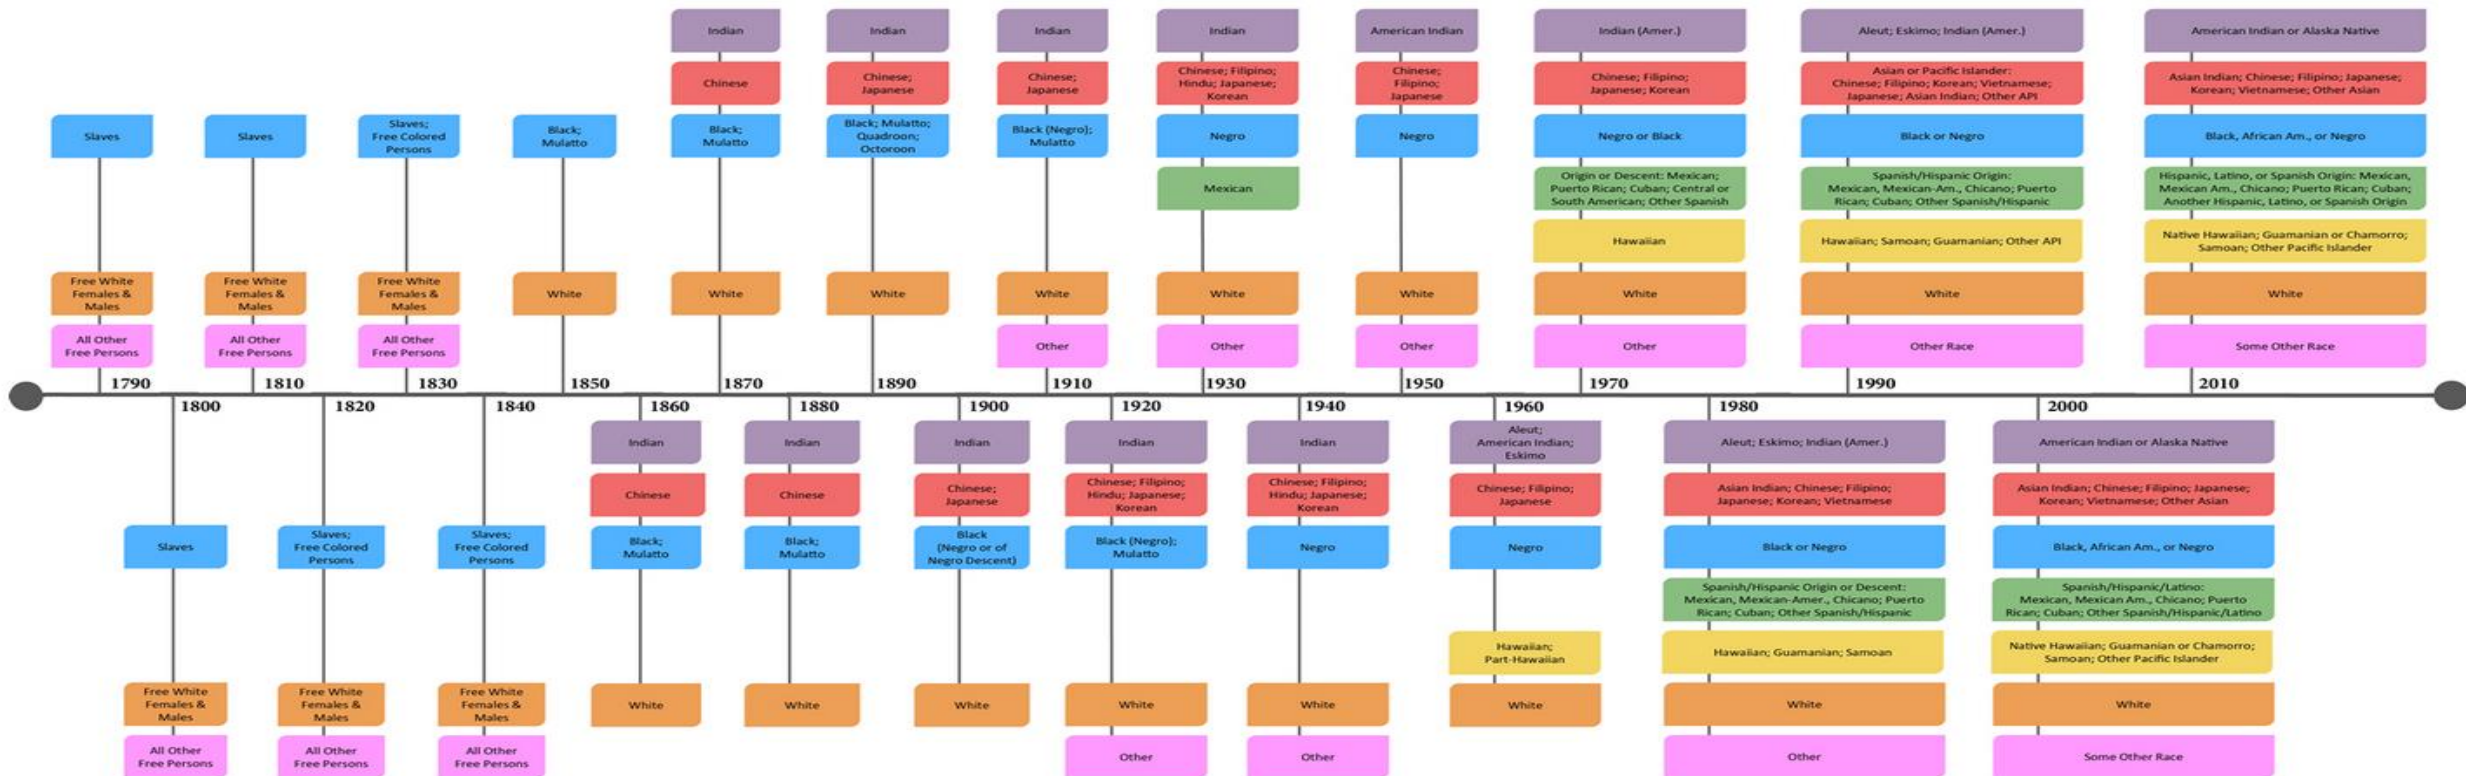 Slaves
Free White
Females &
Males
All Other
Free Persons
1790
Slaves
Free White
Females &
Males
All Other
Free Persons
1810
Slaves;
Free Colored
Persons
Free White
Females &
Males
All Other
Free Persons
1830
Black;
Mulatto
White
1850
Indian
Chinese
Black;
Mulatto
White
1870
Indian
Chinese;
Japanese
Black; Mulatto;
Quadroon;
Octoroon
White
1890
Indian
Chinese;
Japanese
Black (Negro);
Mulatto
White
Other
1910
Indian
Chinese; Filipino;
Hindu; Japanese;
Korean
Negro
Mexican
White
Other
1930
American Indian
Chinese;
Filipino;
Japanese
Negro
White
Other
1950
Indian (Amer.)
Chinese; Filipino;
Japanese; Korean
Negro or Black
Origin or Descent: Mexican;
Puerto Rican; Cuban; Central or
South American; Other Spanish
Hawaiian
White
Other
1970
Aleut; Eskimo; Indian (Amer.)
Asian or Pacific Islander:
Chinese; Filipino; Korean; Vietnamese;
Japanese; Asian Indian; Other API
Black or Negro
Spanish/Hispanic Origin:
Mexican, Mexican-Am., Chicano; Puerto
Rican; Cuban; Other Spanish/Hispanic
Hawaiian; Samoan; Guamanian; Other API
White
Other Race
1990
American Indian or Alaska Native
Asian Indian; Chinese; Filipino; Japanese;
Korean; Vietnamese; Other Asian
Black, African Am., or Negro
Hispanic, Latino, or Spanish Origin: Mexican,
Mexican Am., Chicano; Puerto Rican; Cuban;
Another Hispanic, Latino, or Spanish Origin
Native Hawaiian; Guamanian or Chamorro;
Samoan; Other Pacific Islander
White
Some Other Race
2010
1800
Slaves
Free White
Females &
Males
All Other
Free Persons
1820
Slaves;
Free Colored
Persons
Free White
Females &
Males
All Other
Free Persons
1840
Slaves;
Free Colored
Persons
Free White
Females &
Males
All Other
Free Persons
1860
Indian
Chinese
Black;
Mulatto
White
1880
Indian
Chinese
Black;
Mulatto
White
1900
Indian
Chinese;
Japanese
Black
(Negro or of
Negro Descent)
White
1920
Indian
Chinese; Filipino;
Hindu; Japanese;
Korean
Black (Negro);
Mulatto
White
Other
1940
Indian
Chinese; Filipino;
Hindu; Japanese;
Korean
Negro
White
Other
1960
Aleut;
American Indian;
Eskimo
Chinese; Filipino;
Japanese
Negro
Hawaiian;
Part-Hawaiian
White
1980
Aleut; Eskimo; Indian (Amer.)
Asian Indian; Chinese; Filipino;
Japanese; Korean; Vietnamese
Black or Negro
Spanish/Hispanic Origin or Descent:
Mexican, Mexican-Amer., Chicano; Puerto
Rican; Cuban; Other Spanish/Hispanic
Hawaiian; Guamanian; Samoan
White
Other
2000
American Indian or Alaska Native
Asian Indian; Chinese; Filipino; Japanese;
Korean; Vietnamese; Other Asian
Black, African Am., or Negro
Spanish/Hispanic/Latino:
Mexican, Mexican Am., Chicano; Puerto
Rican; Cuban; Other Spanish/Hispanic/Latino
Native Hawaiian; Guamanian or Chamorro;
Samoan; Other Pacific Islander
White
Some Other Race